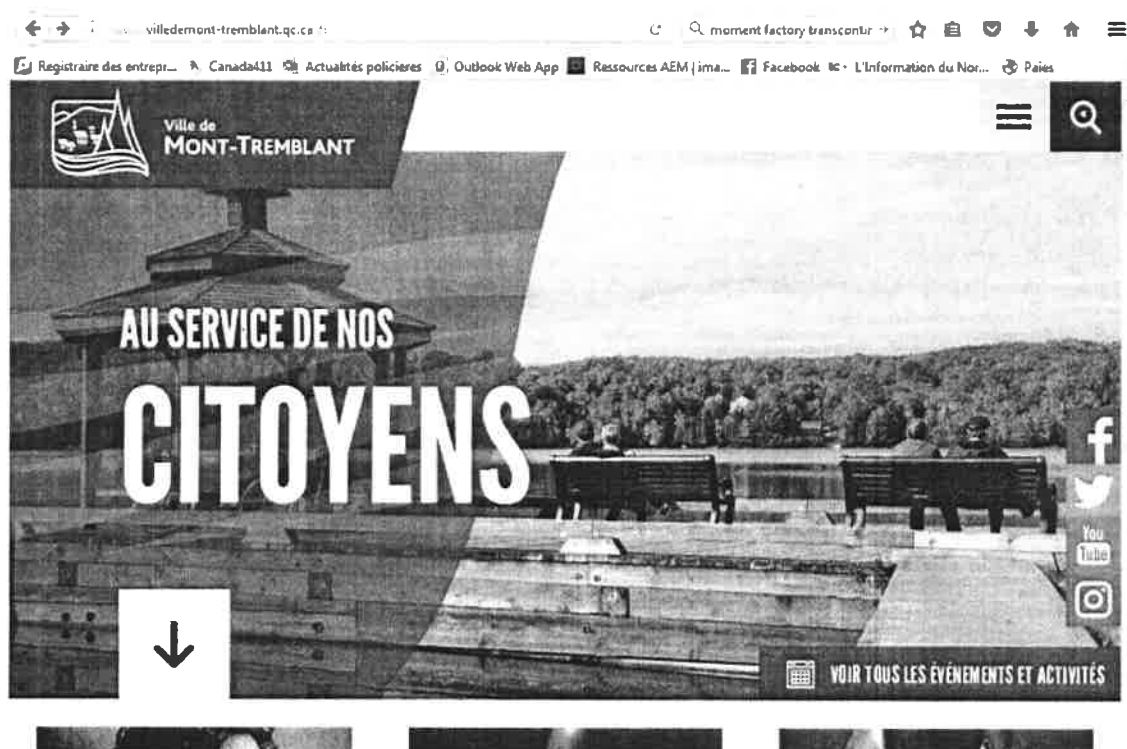 villedemont-tremblant.qc.ca
moment factory transcontir
Registraire des entrepr... Canada411 Actualités policieres Outlook Web App Ressources AEM | ima... Facebook L'Information du Nor... Paies
Ville de
MONT-TREMBLANT
AU SERVICE DE NOS
CITOYENS
You
Tube
VOIR TOUS LES ÉVÉNEMENTS ET ACTIVITÉS